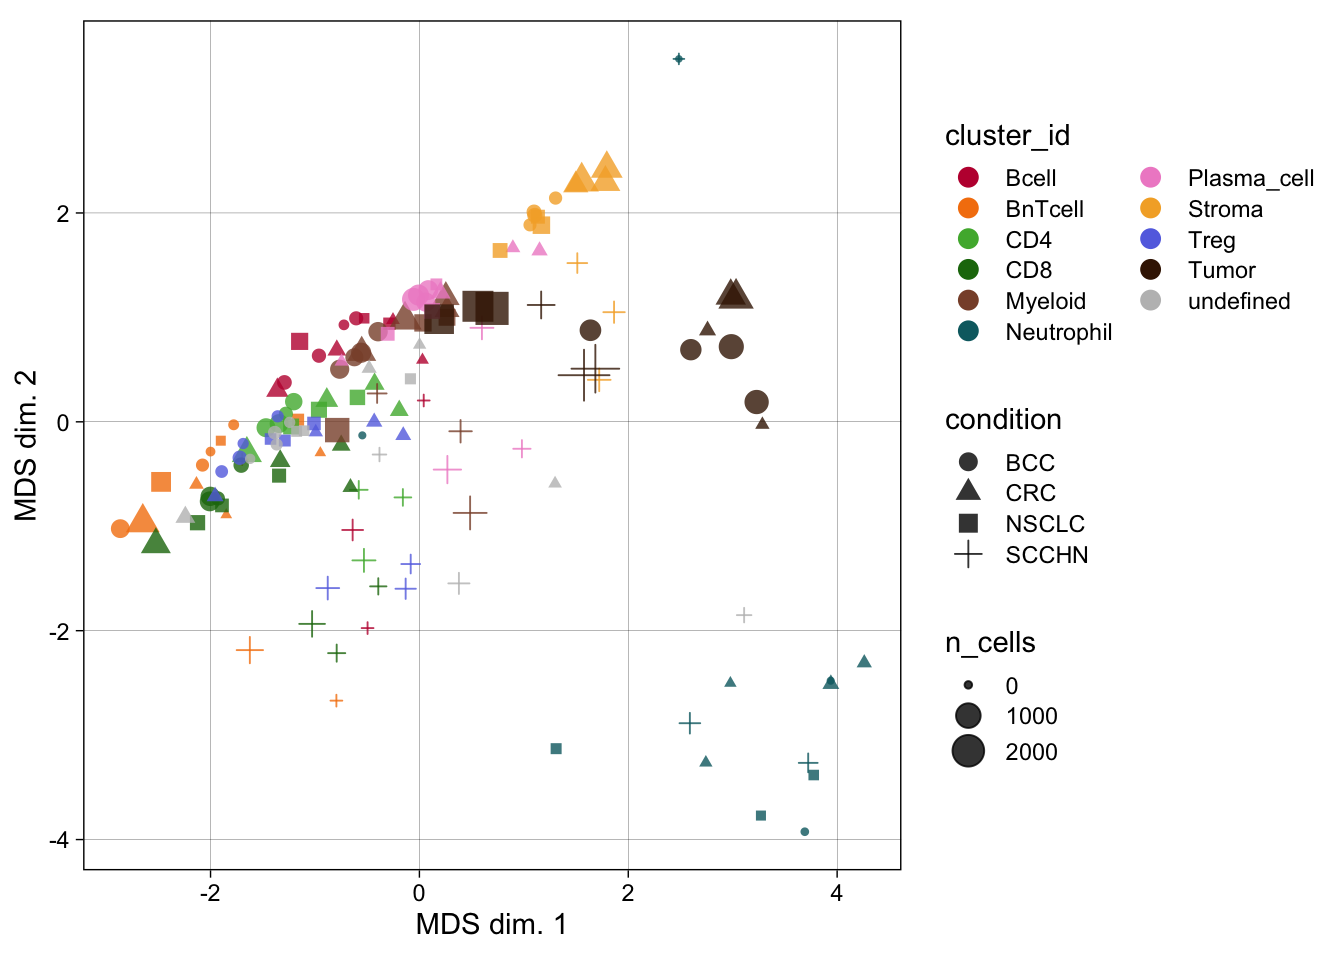 2
0
-2
-4
-2
0
2
4
MDS dim. 1
MDS dim. 2
cluster_id
Bcell
BnTcell
CD4
CD8
Myeloid
Neutrophil
Plasma_cell
Stroma
Treg
Tumor
undefined
condition
BCC
CRC
NSCLC
SCCHN
n_cells
0
1000
2000